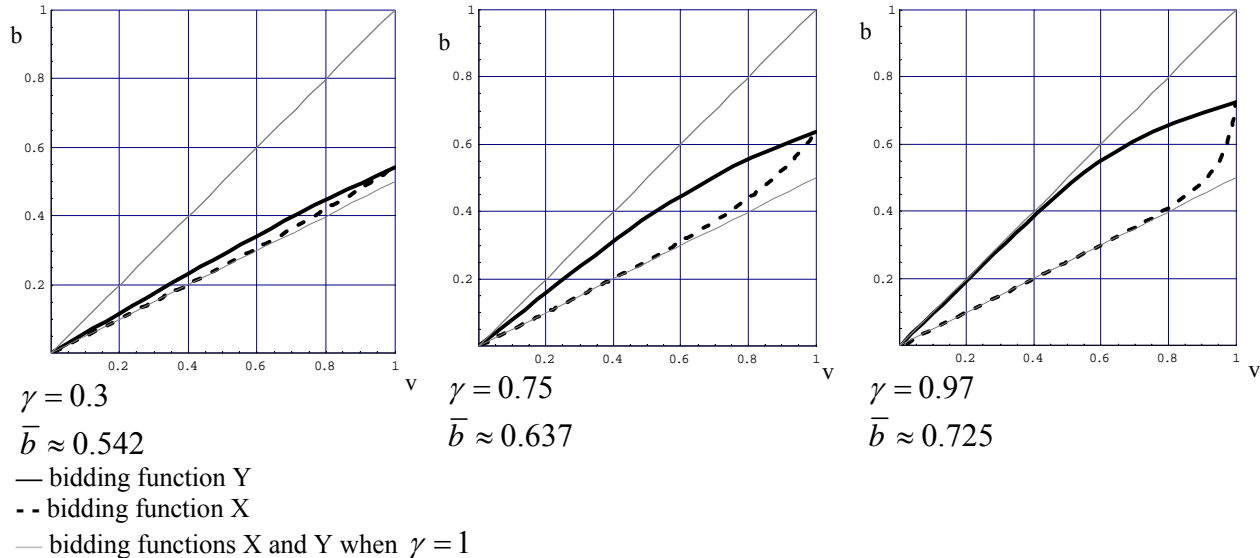 b
1
0.8
0.6
0.4
0.2
0.2 0.4 0.6 0.8 1
v
γ = 0.3
b̅ ≈ 0.542
b
1
0.8
0.6
0.4
0.2
0.2 0.4 0.6 0.8 1
v
γ = 0.75
b̅ ≈ 0.637
b
1
0.8
0.6
0.4
0.2
0.2 0.4 0.6 0.8 1
v
γ = 0.97
b̅ ≈ 0.725
bidding function Y
bidding function X
bidding functions X and Y when γ = 1